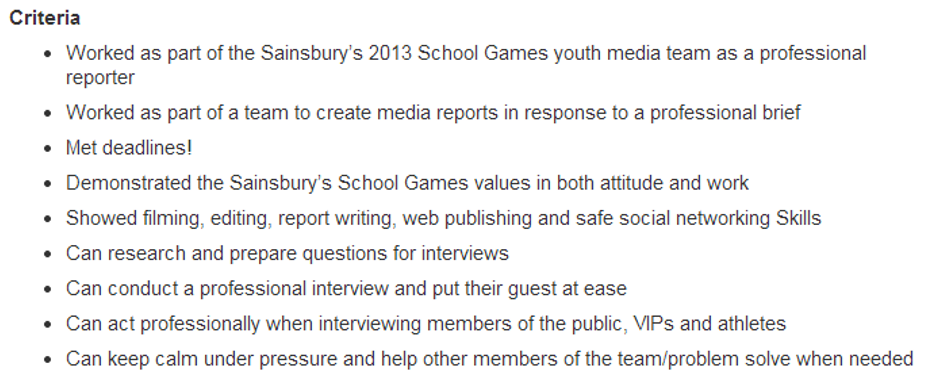 Criteria
• Worked as part of the Sainsbury's 2013 School Games youth media team as a professional
reporter
• Worked as part of a team to create media reports in response to a professional brief
• Met deadlines!
• Demonstrated the Sainsbury's School Games values in both attitude and work
• Showed filming, editing, report writing, web publishing and safe social networking Skills
• Can research and prepare questions for interviews
• Can conduct a professional interview and put their guest at ease
• Can act professionally when interviewing members of the public, VIPs and athletes
• Can keep calm under pressure and help other members of the team/problem solve when needed